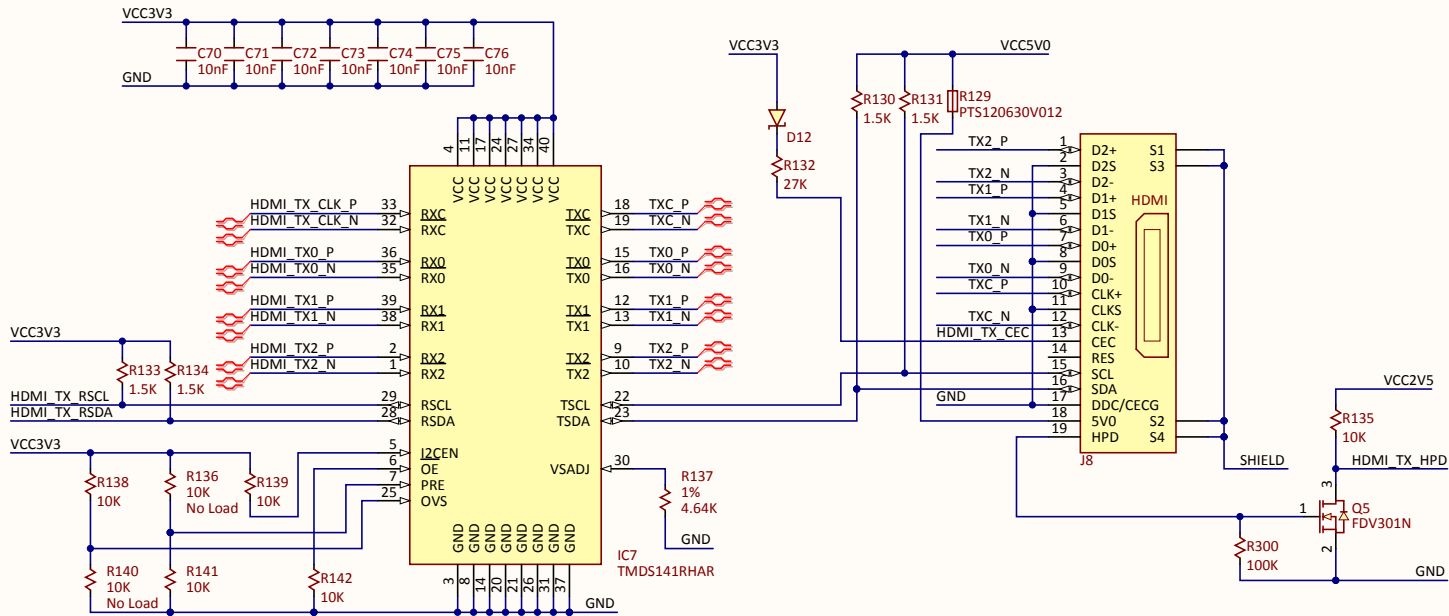 VCC3V3
C70 C71 C72 C73 C74 C75 C76
10nF 10nF 10nF 10nF 10nF 10nF 10nF
GND
4 11 17 24 27 34 40
VCC VCC VCC VCC VCC VCC VCC
HDMI_TX_CLK_P 33 RXC
HDMI_TX_CLK_N 32 RXC
HDMI_TX0_P 36 RX0
HDMI_TX0_N 35 RX0
HDMI_TX1_P 39 RX1
HDMI_TX1_N 38 RX1
HDMI_TX2_P 2 RX2
HDMI_TX2_N 1 RX2
TXC 18 TXC_P
TXC 19 TXC_N
TX0 15 TX0_P
TX0 16 TX0_N
TX1 12 TX1_P
TX1 13 TX1_N
TX2 9 TX2_P
TX2 10 TX2_N
VCC3V3
R133
1.5K
R134
1.5K
HDMI_TX_RSCL 29 RSCL
HDMI_TX_RSDA 28 RSDA
TSCL 22
TSDA 23
VCC3V3
5 I2CEN
6 OE
7 PRE
25 OVS
VSADJ 30
R138
10K
R136
10K
No Load
R139
10K
R140
10K
No Load
R141
10K
R142
10K
R137
1%
4.64K
GND
GND GND GND GND GND GND GND GND
3 8 14 20 21 26 31 37
GND
IC7
TMDS141RHAR
VCC3V3
D12
R132
27K
VCC5V0
R130
1.5K
R131
1.5K
R129
PTS120630V012
TX2_P 1 D2+
2 D2S
TX2_N 3 D2-
TX1_P 4 D1+
5 D1S
TX1_N 6 D1-
TX0_P 7 D0+
8 D0S
TX0_N 9 D0-
TXC_P 10 CLK+
11 CLKS
TXC_N 12 CLK-
HDMI_TX_CEC 13 CEC
14 RES
15 SCL
16 SDA
GND 17 DDC/CECG
18 5V0
19 HPD
S1
S3
HDMI
S2
S4
J8
SHIELD
VCC2V5
R135
10K
HDMI_TX_HPD
3
1
2
Q5
FDV301N
R300
100K
GND